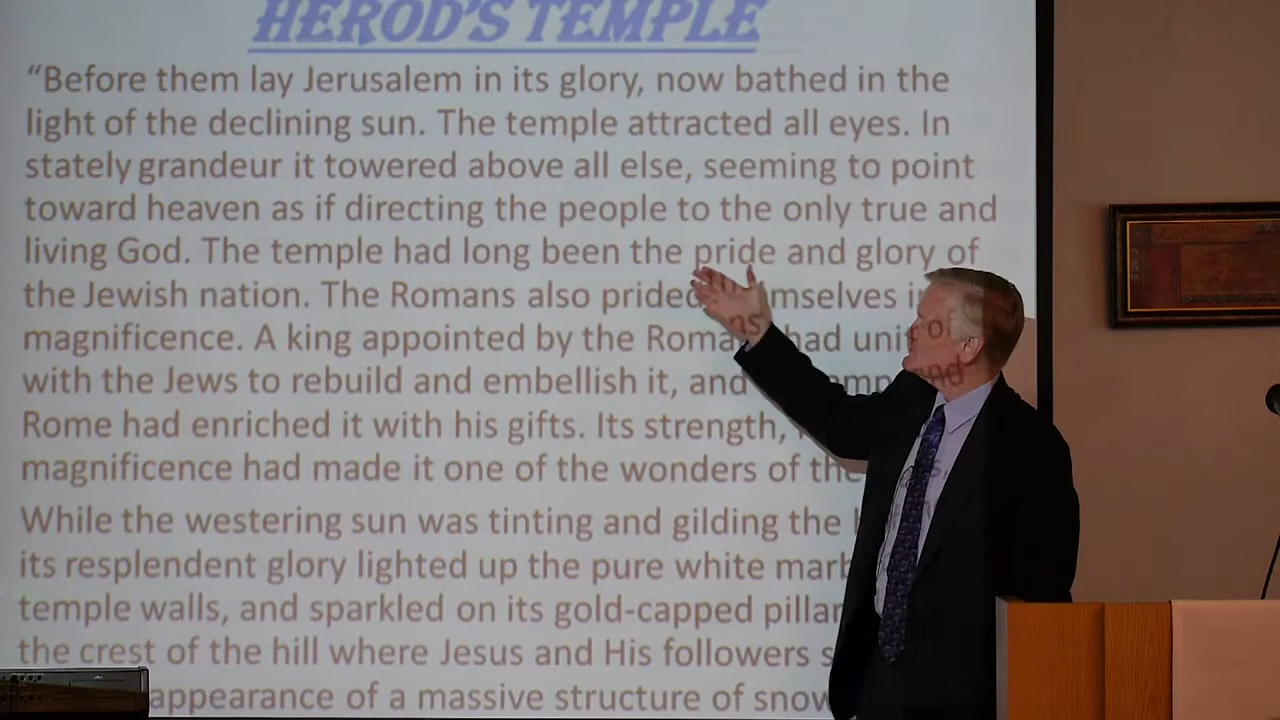 HEROD'S TEMPLE
“Before them lay Jerusalem in its glory, now bathed in the
light of the declining sun. The temple attracted all eyes. In
stately grandeur it towered above all else, seeming to point
toward heaven as if directing the people to the only true and
living God. The temple had long been the pride and glory of
the Jewish nation. The Romans also prided
magnificence. A king appointed by the Romans had
with the Jews to rebuild and embellish it, and
Rome had enriched it with his gifts. Its strength,
magnificence had made it one of the wonders of the
While the westering sun was tinting and gilding the
its resplendent glory lighted up the pure white
temple walls, and sparkled on its gold-capped
the crest of the hill where Jesus and His followers
appearance of a massive structure of